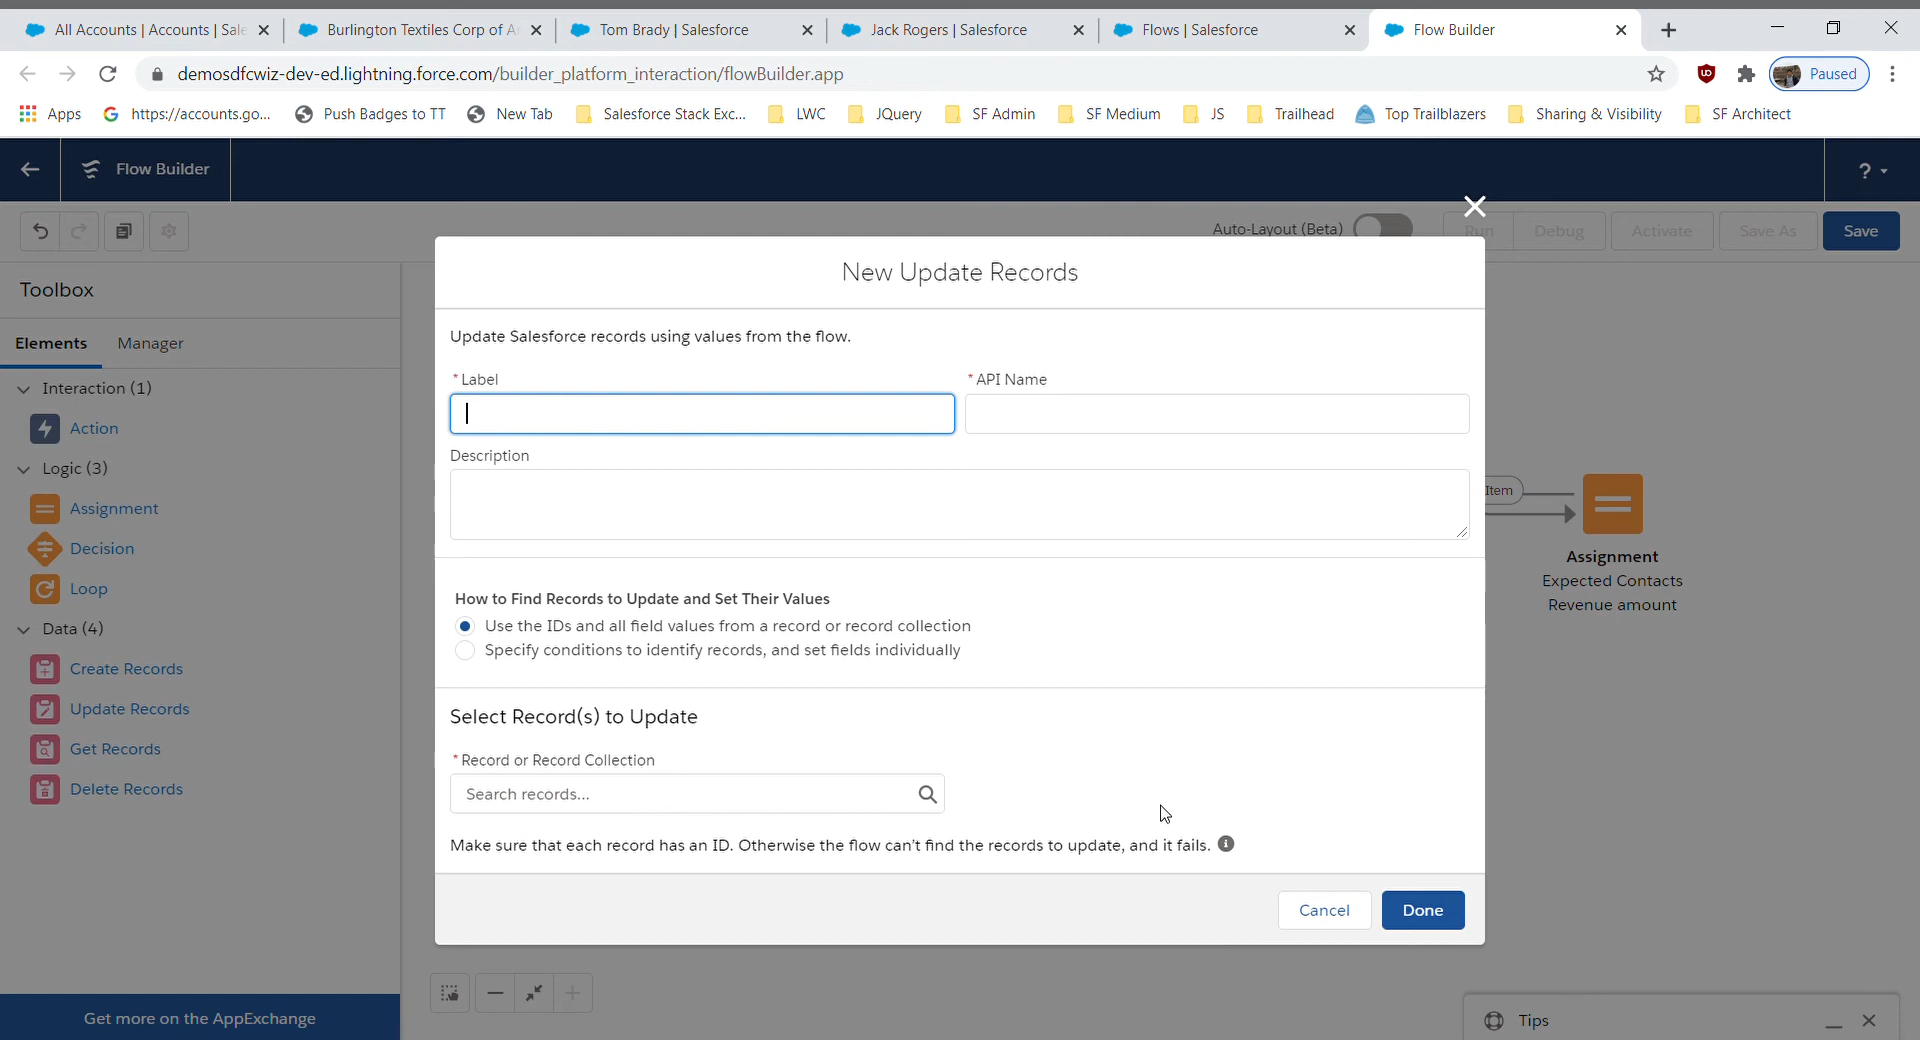 All Accounts | Accounts | Sale
Burlington Textiles Corp of A
Tom Brady | Salesforce
Jack Rogers | Salesforce
Flows | Salesforce
Flow Builder
demosdfcwiz-dev-ed.lightning.force.com/builder_platform_interaction/flowBuilder.app
Paused
Apps
https://accounts.go...
Push Badges to TT
New Tab
Salesforce Stack Exc...
LWC
JQuery
SF Admin
SF Medium
JS
Trailhead
Top Trailblazers
Sharing & Visibility
SF Architect
Flow Builder
?
Auto-Layout (Beta)
Run
Debug
Activate
Save As
Save
Toolbox
Elements
Manager
Interaction (1)
Action
Logic (3)
Assignment
Decision
Loop
Data (4)
Create Records
Update Records
Get Records
Delete Records
Get more on the AppExchange
New Update Records
Update Salesforce records using values from the flow.
* Label
* API Name
Description
How to Find Records to Update and Set Their Values
Use the IDs and all field values from a record or record collection
Specify conditions to identify records, and set fields individually
Select Record(s) to Update
* Record or Record Collection
Search records...
Make sure that each record has an ID. Otherwise the flow can't find the records to update, and it fails.
Cancel
Done
Item
Assignment
Expected Contacts
Revenue amount
Tips